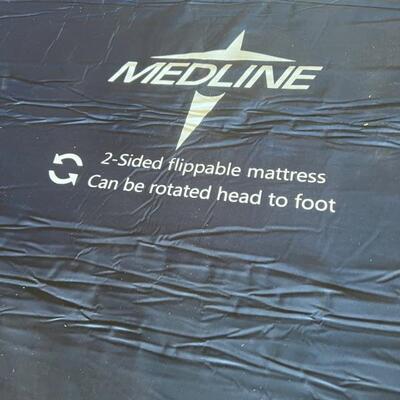 MEDLINE
2-Sided flippable mattress
Can be rotated head to foot